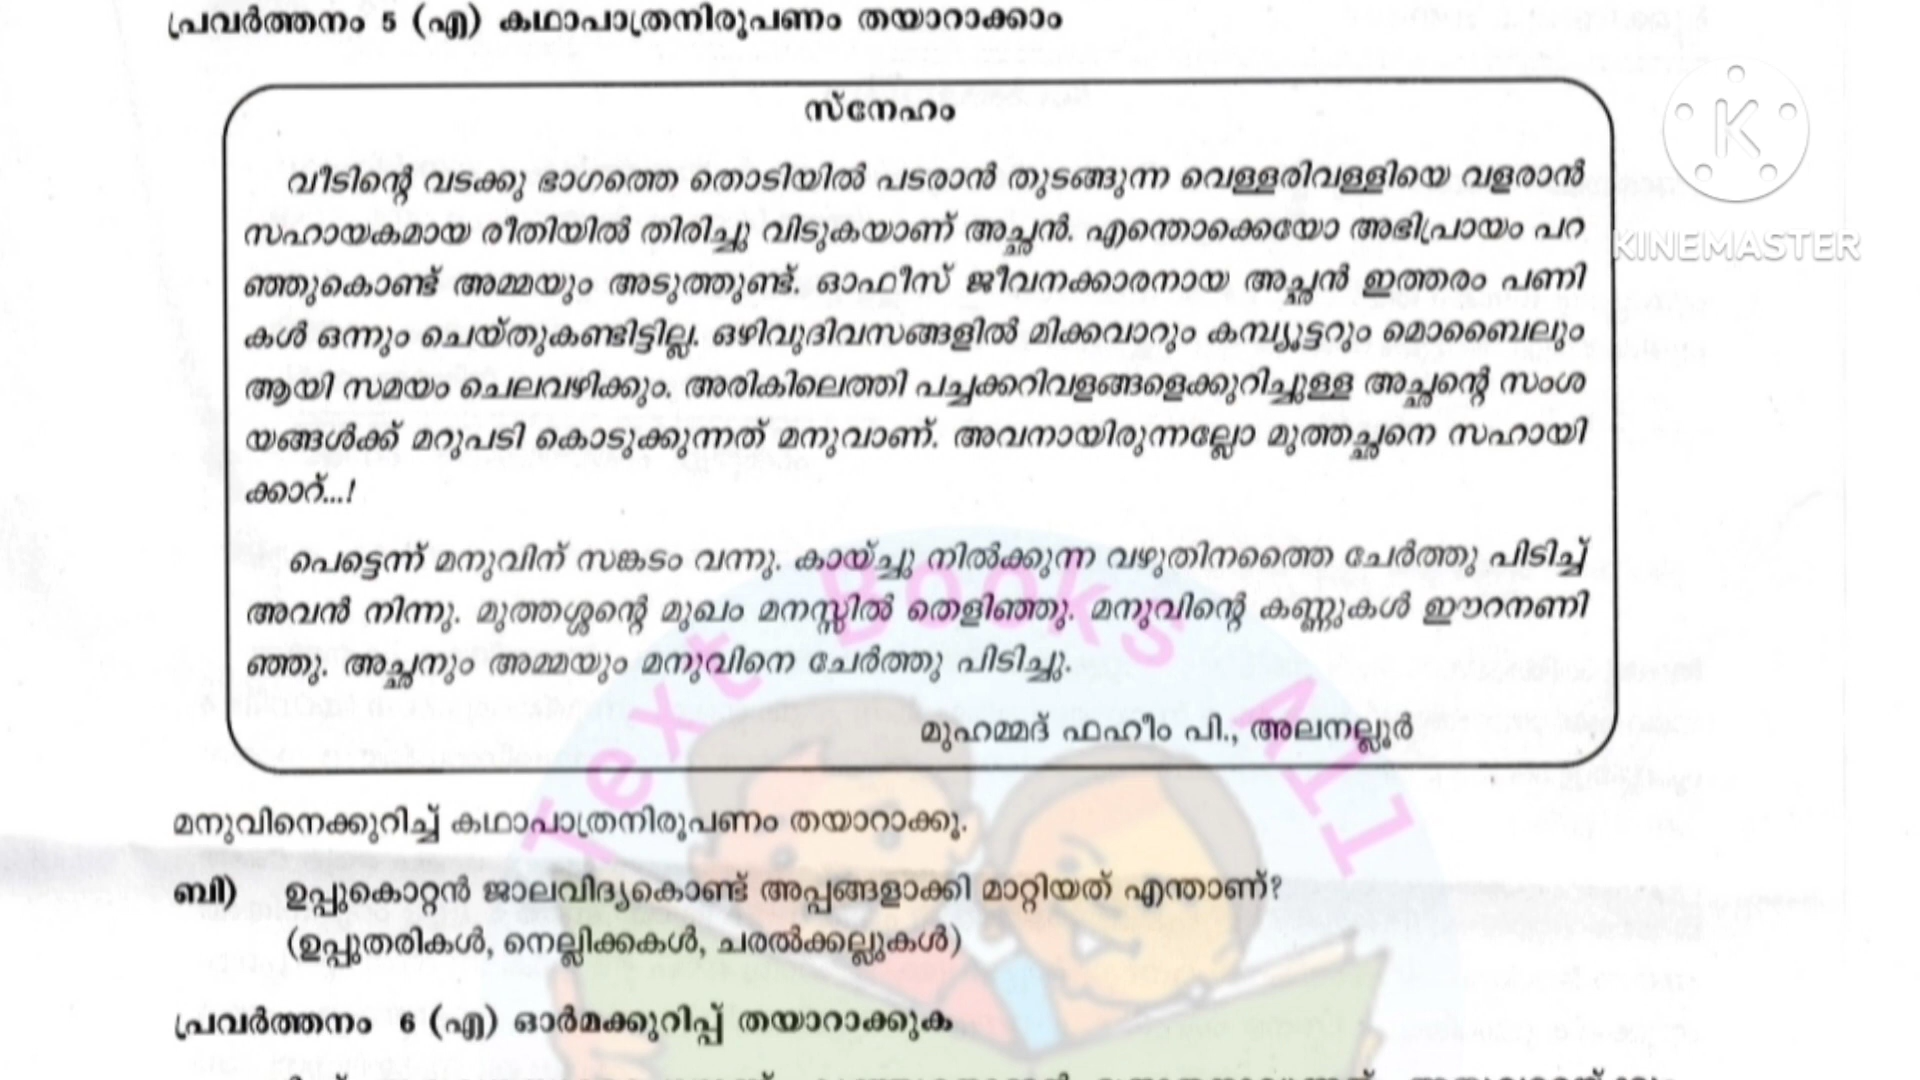 പ്രവർത്തനം 5 (എ) കഥാപാത്രനിരൂപണം തയാറാക്കാം
സ്നേഹം
വീടിന്റെ വടക്കു ഭാഗത്തെ തൊടിയിൽ പടരാൻ തുടങ്ങുന്ന വെള്ളരിവള്ളിയെ വളരാൻ
സഹായകമായ രീതിയിൽ തിരിച്ചു വിടുകയാണ് അച്ഛൻ. എന്തൊക്കെയോ അഭിപ്രായം പറ
ഞ്ഞുകൊണ്ട് അമ്മയും അടുത്തുണ്ട്. ഓഫീസ് ജീവനക്കാരനായ അച്ഛൻ ഇത്തരം പണി
കൾ ഒന്നും ചെയ്തുകണ്ടിട്ടില്ല. ഒഴിവുദിവസങ്ങളിൽ മിക്കവാറും കമ്പ്യൂട്ടറും മൊബൈലും
ആയി സമയം ചെലവഴിക്കും. അരികിലെത്തി പച്ചക്കറിവളങ്ങളെക്കുറിച്ചുള്ള അച്ഛന്റെ സംശ
യങ്ങൾക്ക് മറുപടി കൊടുക്കുന്നത് മനുവാണ്. അവനായിരുന്നല്ലോ മുത്തച്ഛനെ സഹായി
ക്കാറ്...!
പെട്ടെന്ന് മനുവിന് സങ്കടം വന്നു. കായ്ച്ചു നിൽക്കുന്ന വഴുതിനത്തൈ ചേർത്തു പിടിച്ച്
അവൻ നിന്നു. മുത്തശ്ശന്റെ മുഖം മനസ്സിൽ തെളിഞ്ഞു. മനുവിന്റെ കണ്ണുകൾ ഈറനണി
ഞ്ഞു. അച്ഛനും അമ്മയും മനുവിനെ ചേർത്തു പിടിച്ചു.
മുഹമ്മദ് ഫഹീം പി., അലനല്ലൂർ
മനുവിനെക്കുറിച്ച് കഥാപാത്രനിരൂപണം തയാറാക്കൂ.
ബി) ഉപ്പുകൊറ്റൻ ജാലവിദ്യകൊണ്ട് അപ്പങ്ങളാക്കി മാറ്റിയത് എന്താണ്?
(ഉപ്പുതരികൾ, നെല്ലിക്കകൾ, ചരൽക്കല്ലുകൾ)
പ്രവർത്തനം 6 (എ) ഓർമക്കുറിപ്പ് തയാറാക്കുക
K
KINEMASTER
Text Books All